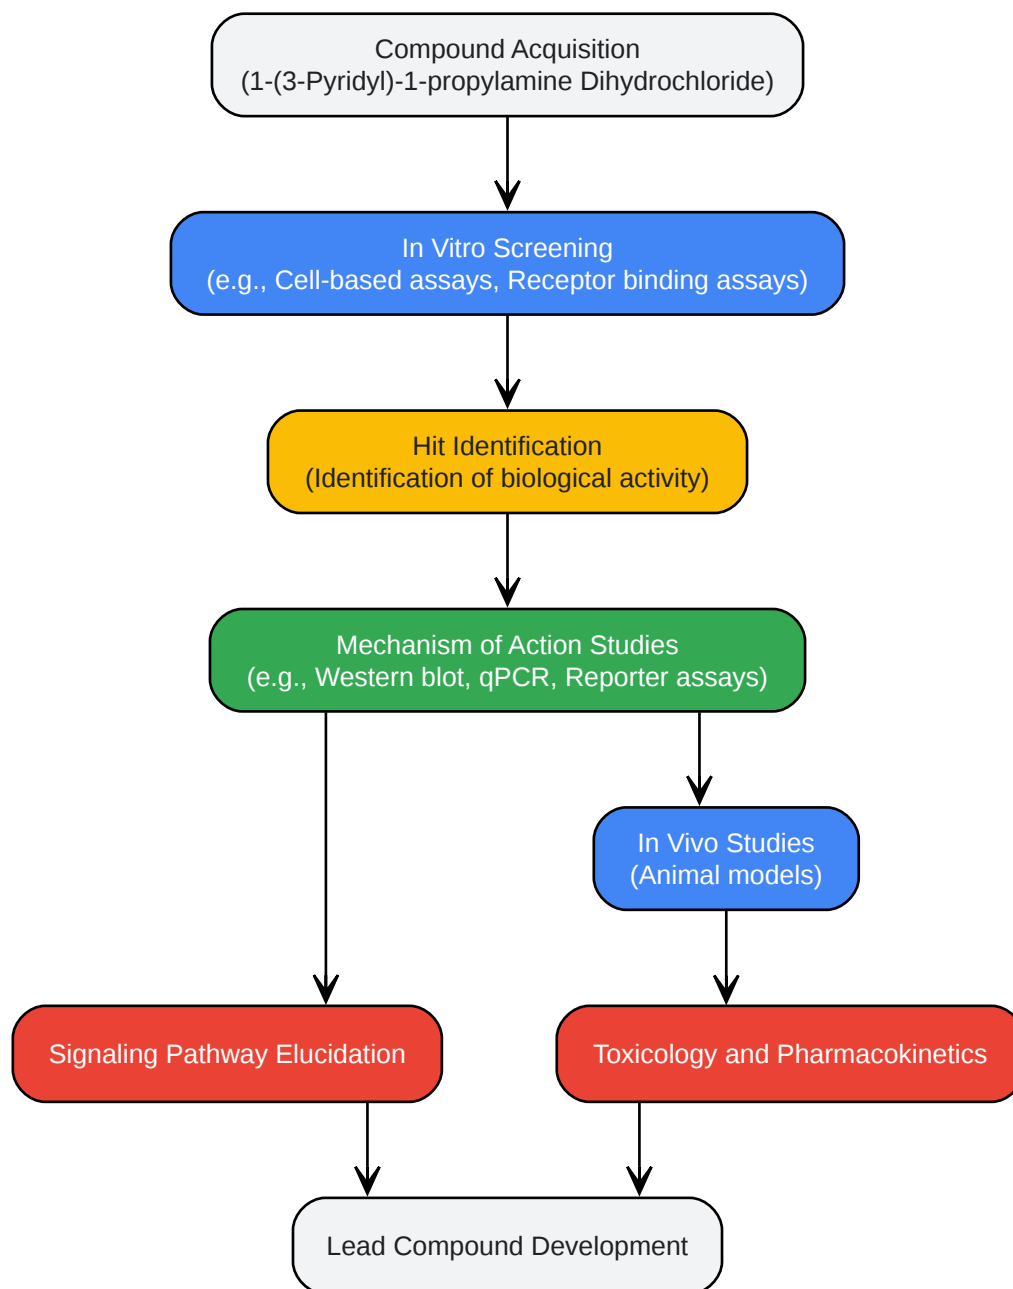 Compound Acquisition
(1-(3-Pyridyl)-1-propylamine Dihydrochloride)
In Vitro Screening
(e.g., Cell-based assays, Receptor binding assays)
Hit Identification
(Identification of biological activity)
Mechanism of Action Studies
(e.g., Western blot, qPCR, Reporter assays)
In Vivo Studies
(Animal models)
Signaling Pathway Elucidation
Toxicology and Pharmacokinetics
Lead Compound Development